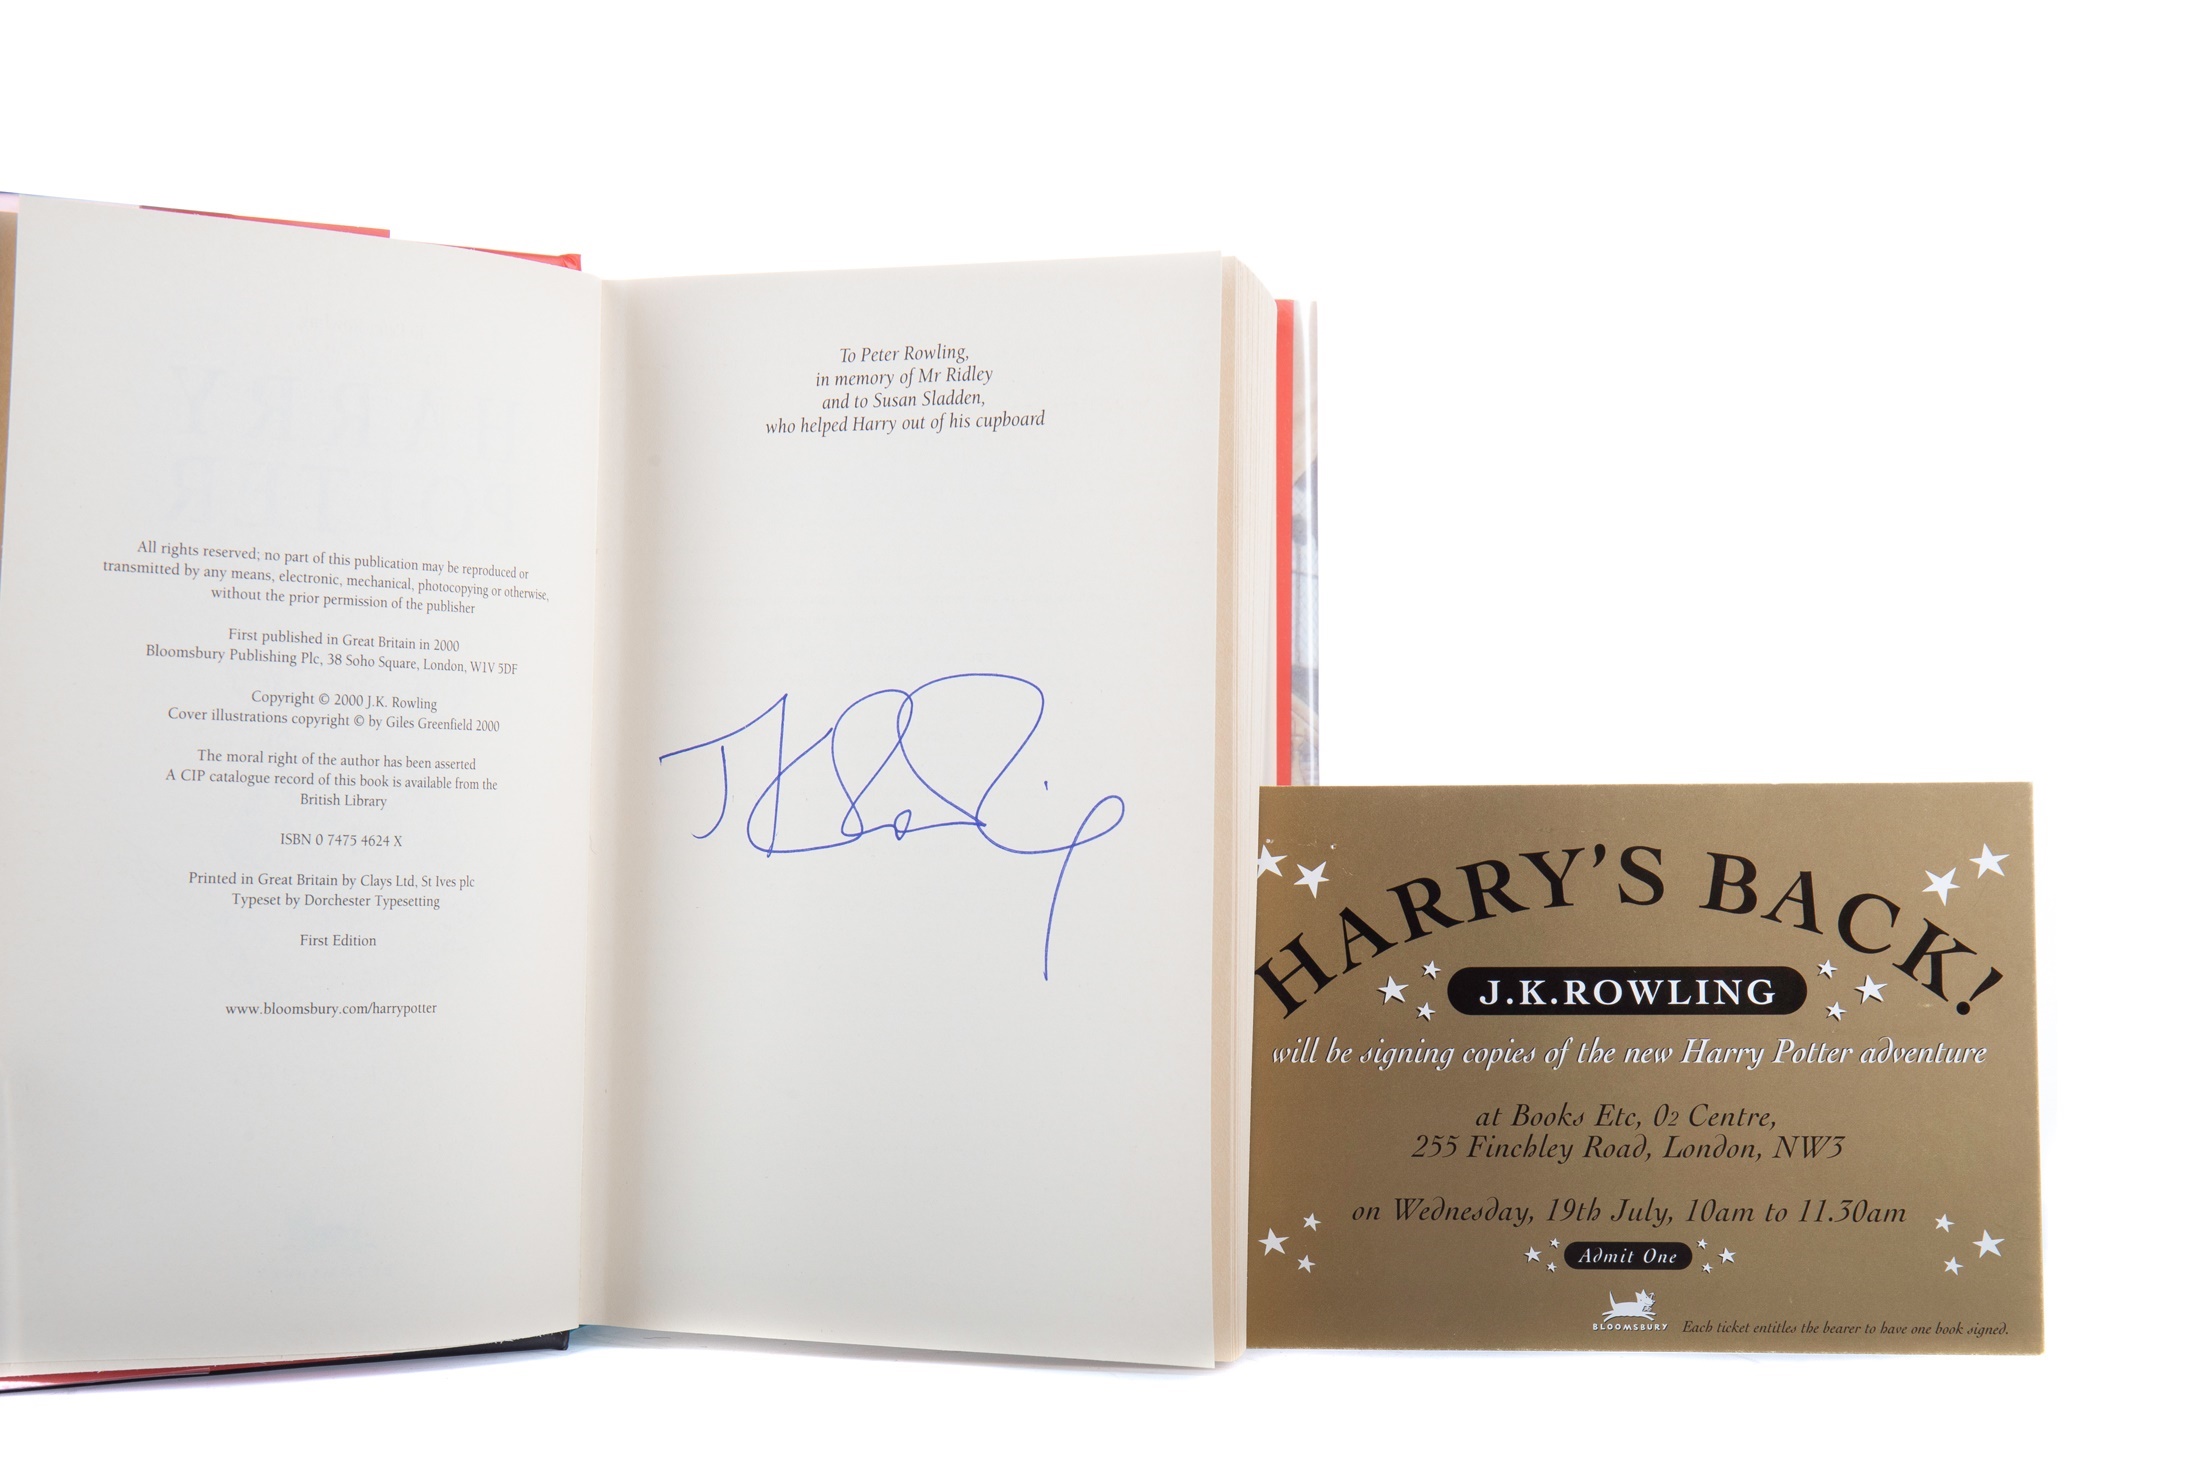 All rights reserved; no part of this publication may be reproduced or
transmitted by any means, electronic, mechanical, photocopying or otherwise,
without the prior permission of the publisher
First published in Great Britain in 2000
Bloomsbury Publishing Plc, 38 Soho Square, London, W1V 5DF
Copyright © 2000 J.K. Rowling
Cover illustrations copyright © by Giles Greenfield 2000
The moral right of the author has been asserted
A CIP catalogue record of this book is available from the
British Library
ISBN 0 7475 4624 X
Printed in Great Britain by Clays Ltd, St Ives plc
Typeset by Dorchester Typesetting
First Edition
www.bloomsbury.com/harrypotter
To Peter Rowling,
in memory of Mr Ridley
and to Susan Sladden,
who helped Harry out of his cupboard
JKRowling
HARRY'S BACK!
J.K.ROWLING
will be signing copies of the new Harry Potter adventure
at Books Etc, O2 Centre,
255 Finchley Road, London, NW3
on Wednesday, 19th July, 10am to 11.30am
Admit One
BLOOMSBURY
Each ticket entitles the bearer to have one book signed.